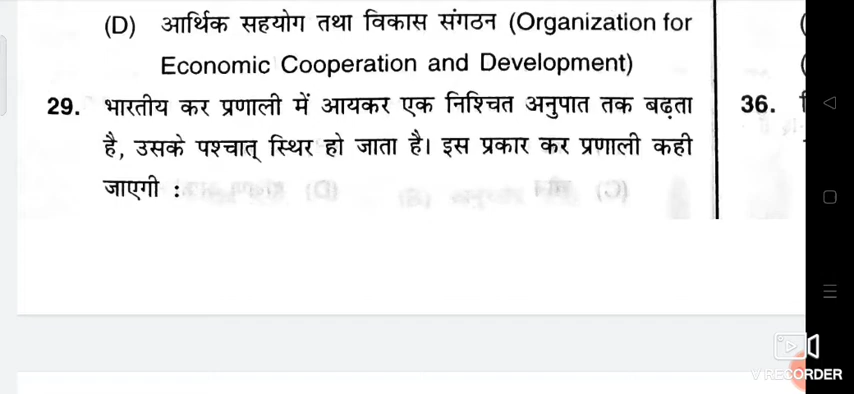 (D) आर्थिक सहयोग तथा विकास संगठन (Organization for
Economic Cooperation and Development)
29. भारतीय कर प्रणाली में आयकर एक निश्चित अनुपात तक बढ़ता
है, उसके पश्चात् स्थिर हो जाता है। इस प्रकार कर प्रणाली कही
जाएगी :
36.
V RECORDER